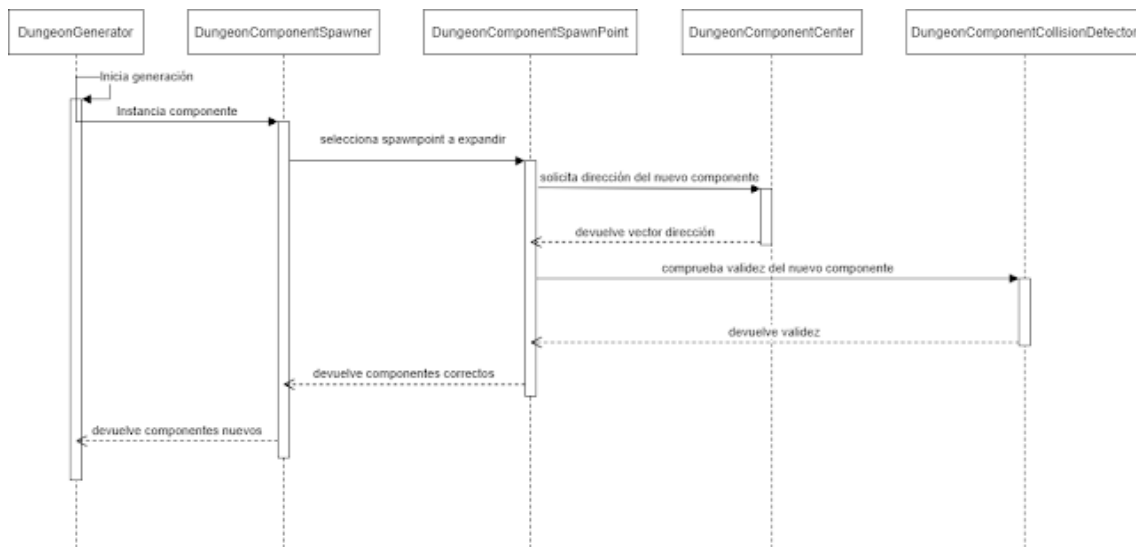 DungeonGenerator
DungeonComponentSpawner
DungeonComponentSpawnPoint
DungeonComponentCenter
DungeonComponentCollisionDetector
Inicia generación
Instancia componente
selecciona spawnpoint a expandir
solicita dirección del nuevo componente
devuelve vector dirección
comprueba validez del nuevo componente
devuelve validez
devuelve componentes correctos
devuelve componentes nuevos